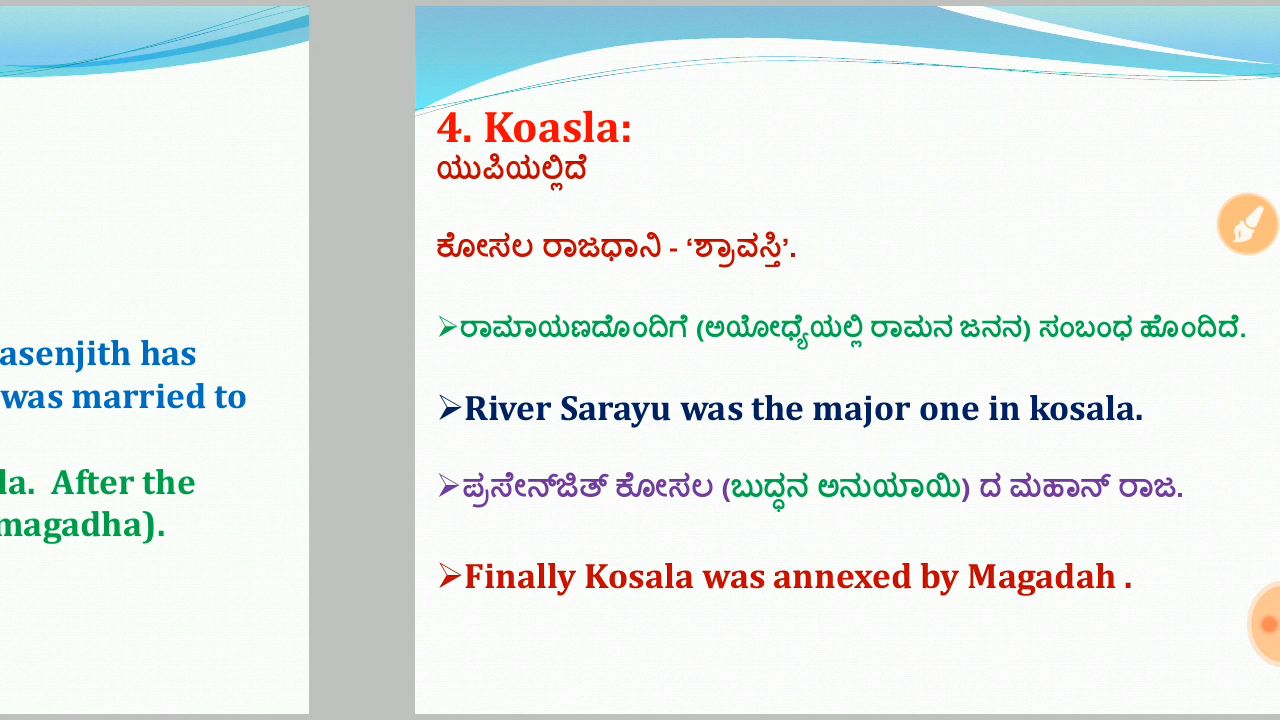 asenjith has
was married to
la. After the
magadha).
4. Koasla:
ಯುಪಿಯಲ್ಲಿದೆ
ಕೋಸಲ ರಾಜಧಾನಿ - ‘ಶ್ರಾವಸ್ತಿ’.
➢ರಾಮಾಯಣದೊಂದಿಗೆ (ಅಯೋಧ್ಯೆಯಲ್ಲಿ ರಾಮನ ಜನನ) ಸಂಬಂಧ ಹೊಂದಿದೆ.
➢River Sarayu was the major one in kosala.
➢ಪ್ರಸೇನ್‌ಜಿತ್ ಕೋಸಲ (ಬುದ್ಧನ ಅನುಯಾಯಿ) ದ ಮಹಾನ್ ರಾಜ.
➢Finally Kosala was annexed by Magadah .